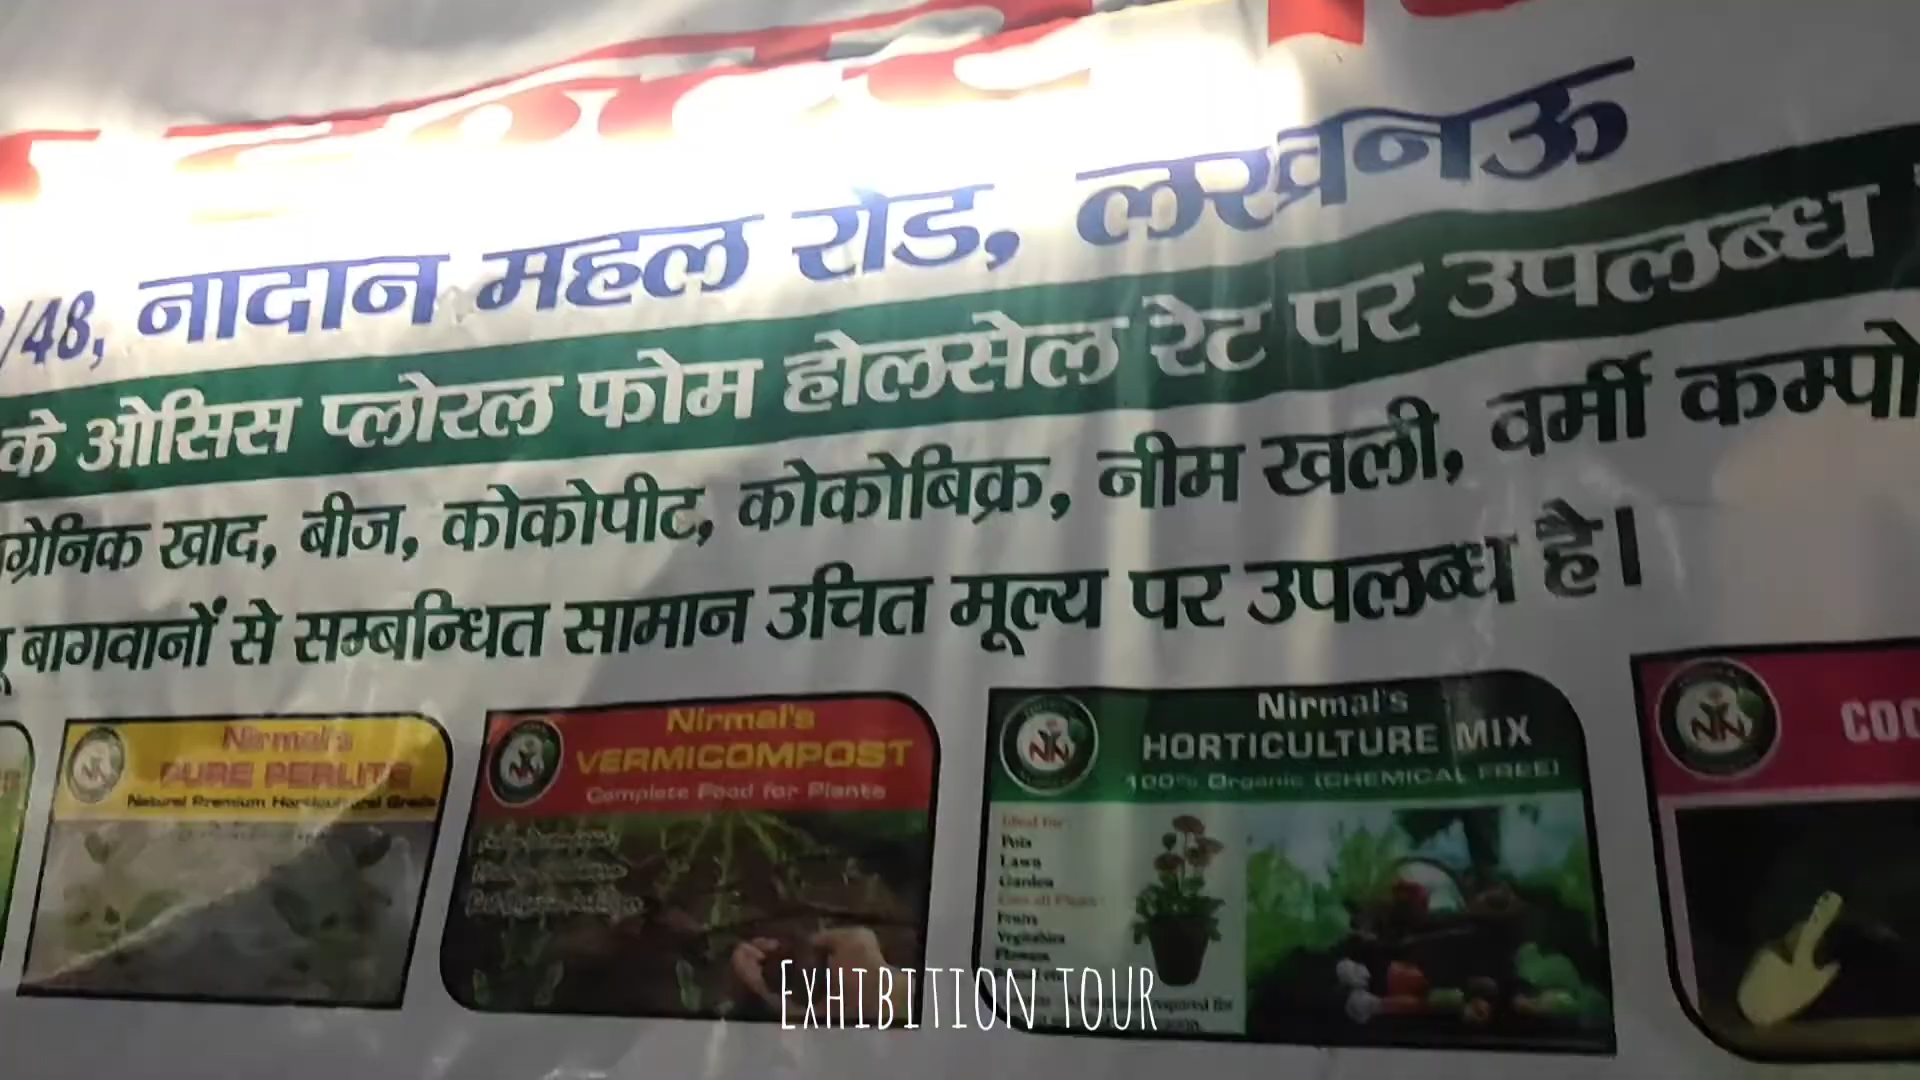 /48, नादान महल रोड, लखनऊ
के ओसिस प्लोरल फोम होलसेल रेट पर उपलब्ध
ग्रेनिक खाद, बीज, कोकोपीट, कोकोबिक्र, नीम खली, वर्मी कम्पो
बागवानों से सम्बन्धित सामान उचित मूल्य पर उपलब्ध है।
Nirmal's
PURE PERLITE
Natural Premium Horticultural Grade
Nirmal's
VERMICOMPOST
Complete Food for Plants
Nirmal's
HORTICULTURE MIX
100% Organic (CHEMICAL FREE)
Ideal for:
Pots
Lawn
Garden
Fruits
Vegetables
Flowers
COC
EXHIBITION TOUR